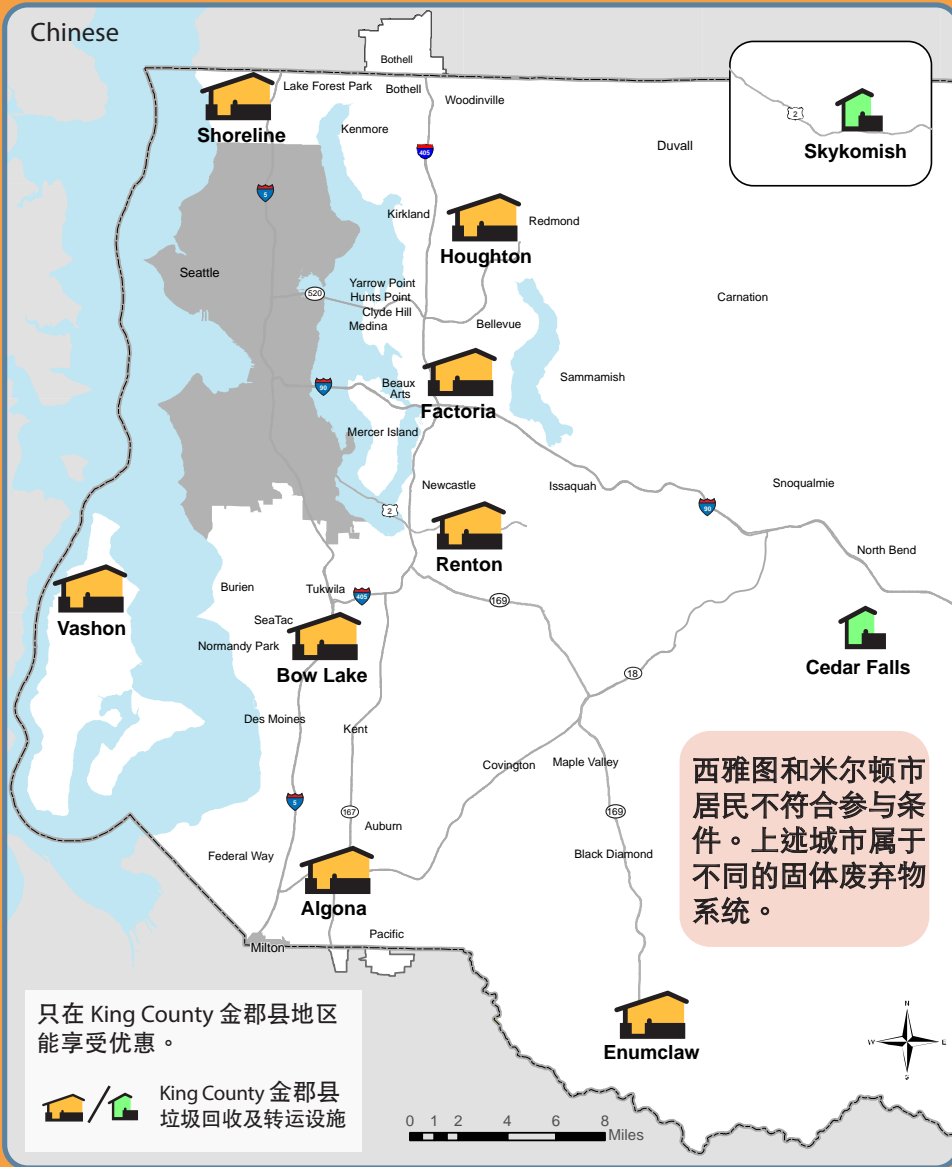 Chinese
Bothell
Lake Forest Park
Bothell
Woodinville
Shoreline
Kenmore
Duvall
2
Skykomish
405
5
Kirkland
Redmond
Houghton
Seattle
520
Yarrow Point
Hunts Point
Clyde Hill
Medina
Bellevue
Carnation
90
Beaux
Arts
Factoria
Sammamish
Mercer Island
Newcastle
Issaquah
Snoqualmie
2
90
Renton
North Bend
Vashon
Burien
Tukwila
405
169
SeaTac
Normandy Park
Bow Lake
18
Cedar Falls
Des Moines
Kent
Covington
Maple Valley
西雅图和米尔顿市
居民不符合参与条
件。上述城市属于
不同的固体废弃物
系统。
5
167
169
Auburn
Federal Way
Black Diamond
Algona
Milton
Pacific
Enumclaw
只在 King County 金郡县地区
能享受优惠。
King County 金郡县
垃圾回收及转运设施
N
W
E
S
0 1 2 4 6 8
Miles